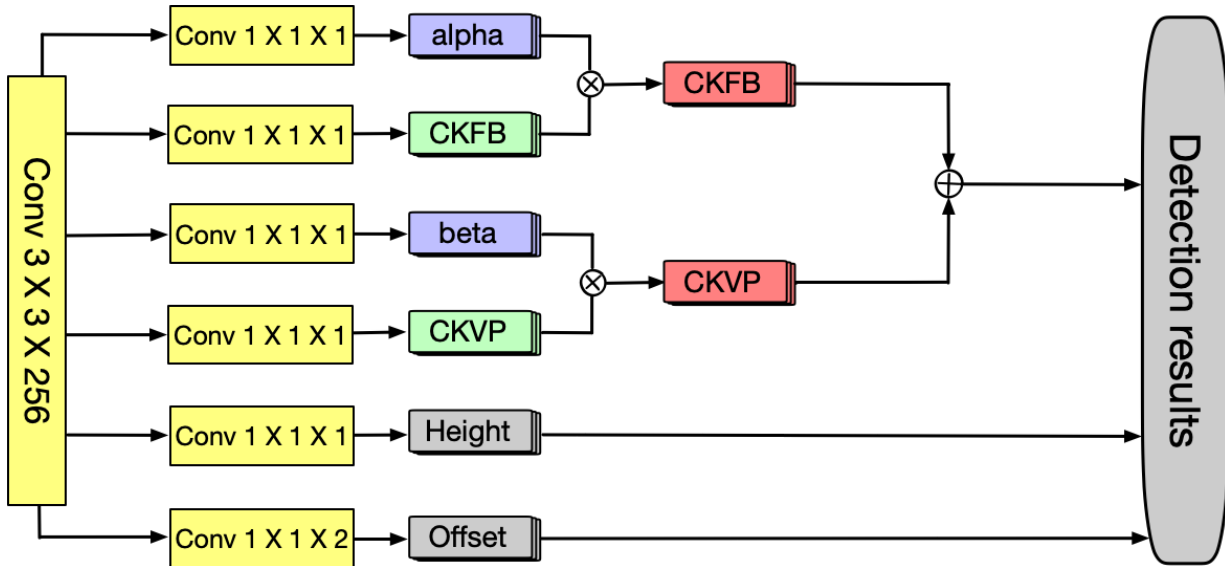 Conv 3 X 3 X 256
Conv 1 X 1 X 1
alpha
Conv 1 X 1 X 1
CKFB
CKFB
Conv 1 X 1 X 1
beta
Conv 1 X 1 X 1
CKVP
CKVP
Conv 1 X 1 X 1
Height
Conv 1 X 1 X 2
Offset
Detection results